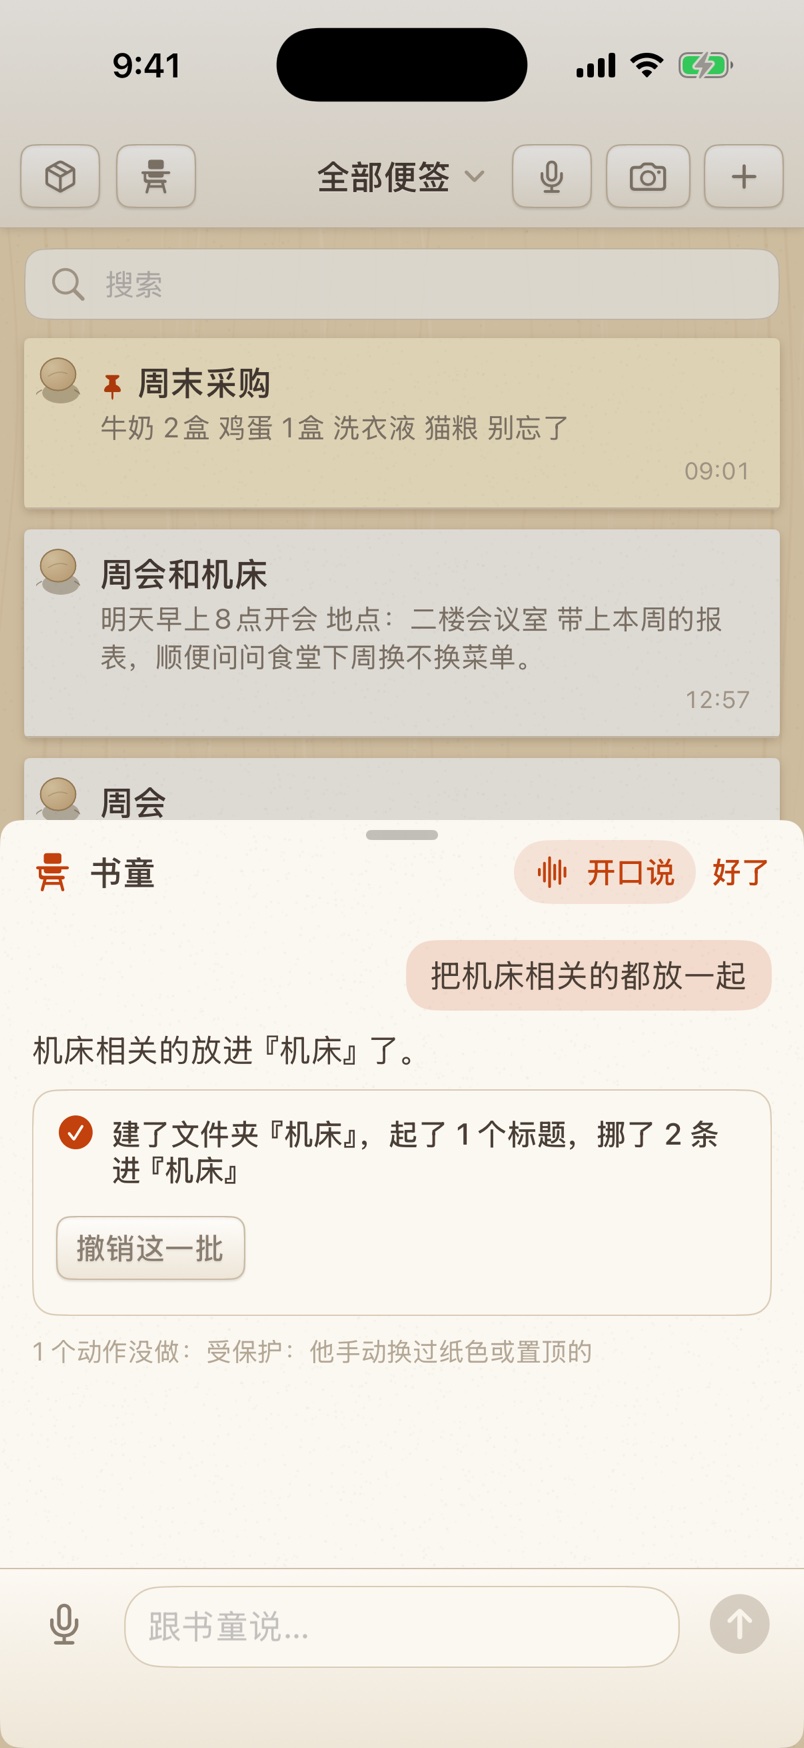 9:41
全部便签
搜索
周末采购
牛奶 2盒 鸡蛋 1盒 洗衣液 猫粮 别忘了
09:01
周会和机床
明天早上8点开会 地点：二楼会议室 带上本周的报
表，顺便问问食堂下周换不换菜单。
12:57
周会
书童
开口说
好了
把机床相关的都放一起
机床相关的放进『机床』了。
建了文件夹『机床』，起了 1 个标题，挪了 2 条
进『机床』
撤销这一批
1 个动作没做：受保护：他手动换过纸色或置顶的
跟书童说...